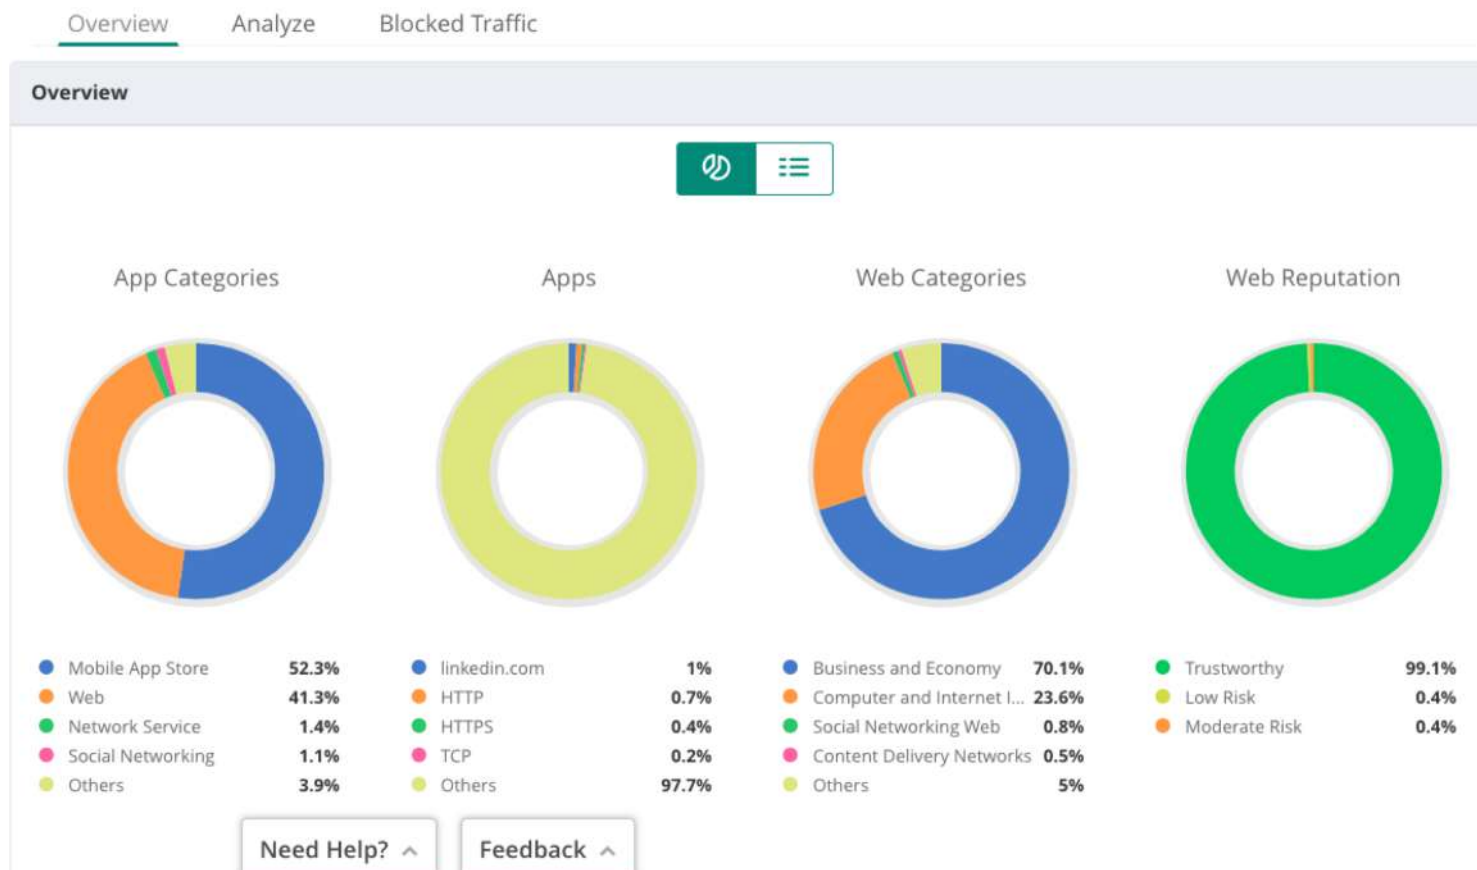 Overview Analyze Blocked Traffic
Overview
App Categories
Mobile App Store 52.3%
Web 41.3%
Network Service 1.4%
Social Networking 1.1%
Others 3.9%
Apps
linkedin.com 1%
HTTP 0.7%
HTTPS 0.4%
TCP 0.2%
Others 97.7%
Web Categories
Business and Economy 70.1%
Computer and Internet I... 23.6%
Social Networking Web 0.8%
Content Delivery Networks 0.5%
Others 5%
Web Reputation
Trustworthy 99.1%
Low Risk 0.4%
Moderate Risk 0.4%
Need Help?
Feedback